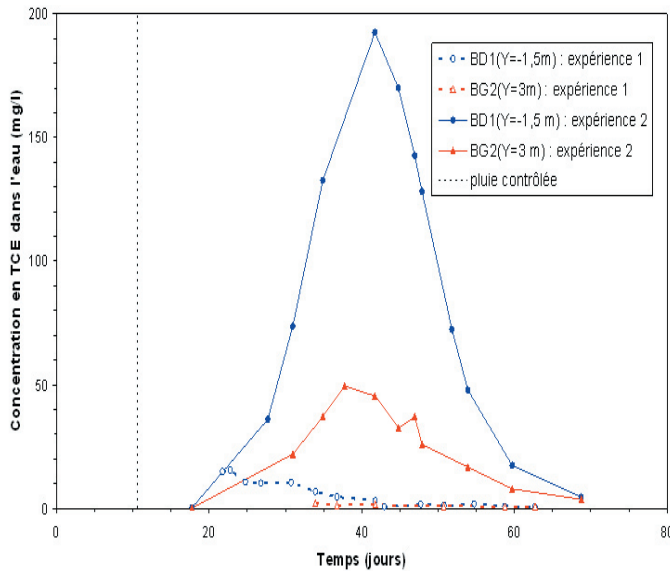 200
150
100
50
0
Concentration en TCE dans l'eau (mg/l)
BD1(Y=-1,5m) : expérience 1
BG2(Y=3m) : expérience 1
BD1(Y=-1,5 m) : expérience 2
BG2(Y=3 m) : expérience 2
pluie contrôlée
0 20 40 60 80
Temps (jours)